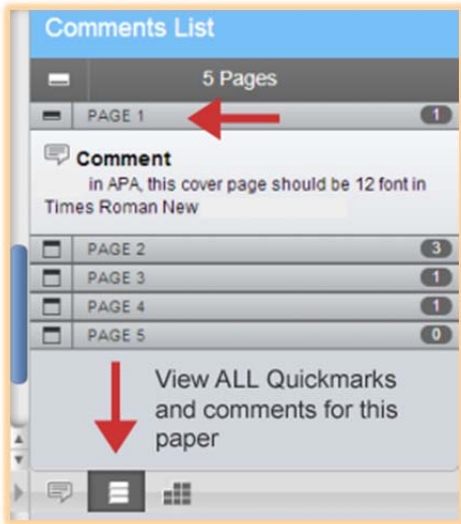 Comments List
5 Pages
PAGE 1 1
Comment
in APA, this cover page should be 12 font in
Times Roman New
PAGE 2 3
PAGE 3 1
PAGE 4 1
PAGE 5 0
View ALL Quickmarks
and comments for this
paper